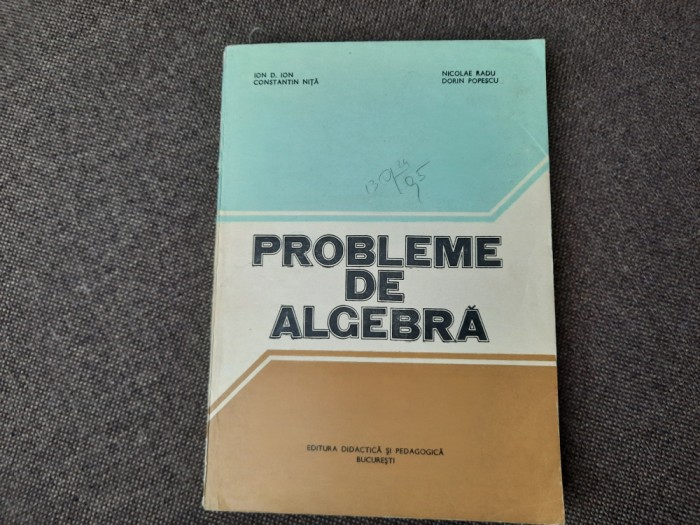 ION D. ION
CONSTANTIN NIȚĂ
NICOLAE RADU
DORIN POPESCU
PROBLEME
DE
ALGEBRĂ
EDITURA DIDACTICĂ ȘI PEDAGOGICĂ
BUCUREȘTI